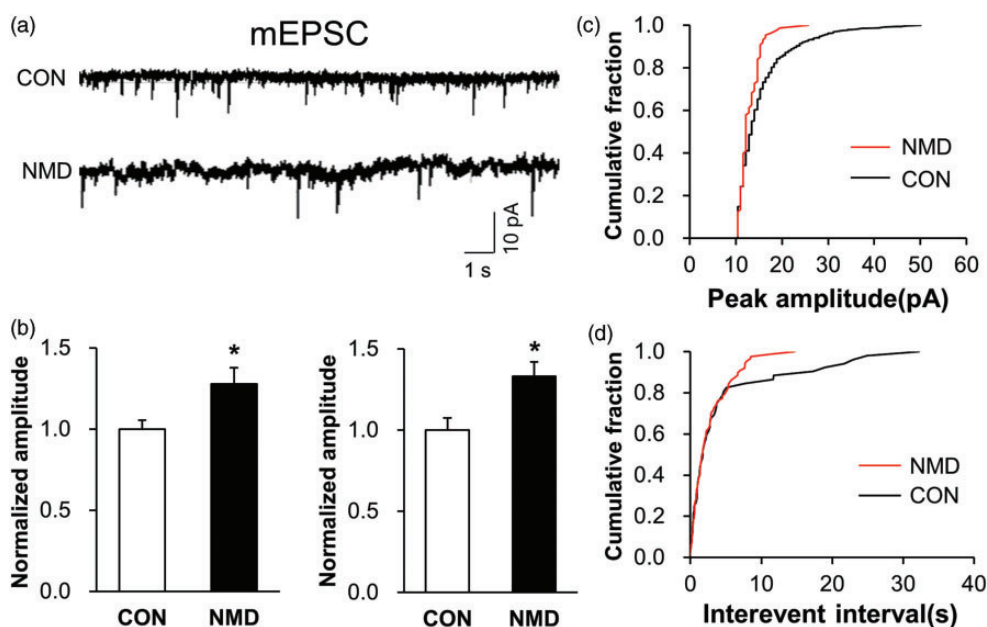 (a)
mEPSC
CON
NMD
10 pA
1 s
(b)
Normalized amplitude
1.5
1.0
0.5
0.0
CON NMD
*
Normalized amplitude
1.5
1.0
0.5
0.0
CON NMD
*
(c)
Cumulative fraction
1.0
0.8
0.6
0.4
0.2
0.0
NMD
CON
0 10 20 30 40 50 60
Peak amplitude(pA)
(d)
Cumulative fraction
1.0
0.8
0.6
0.4
0.2
0.0
NMD
CON
0 10 20 30 40
Interevent interval(s)